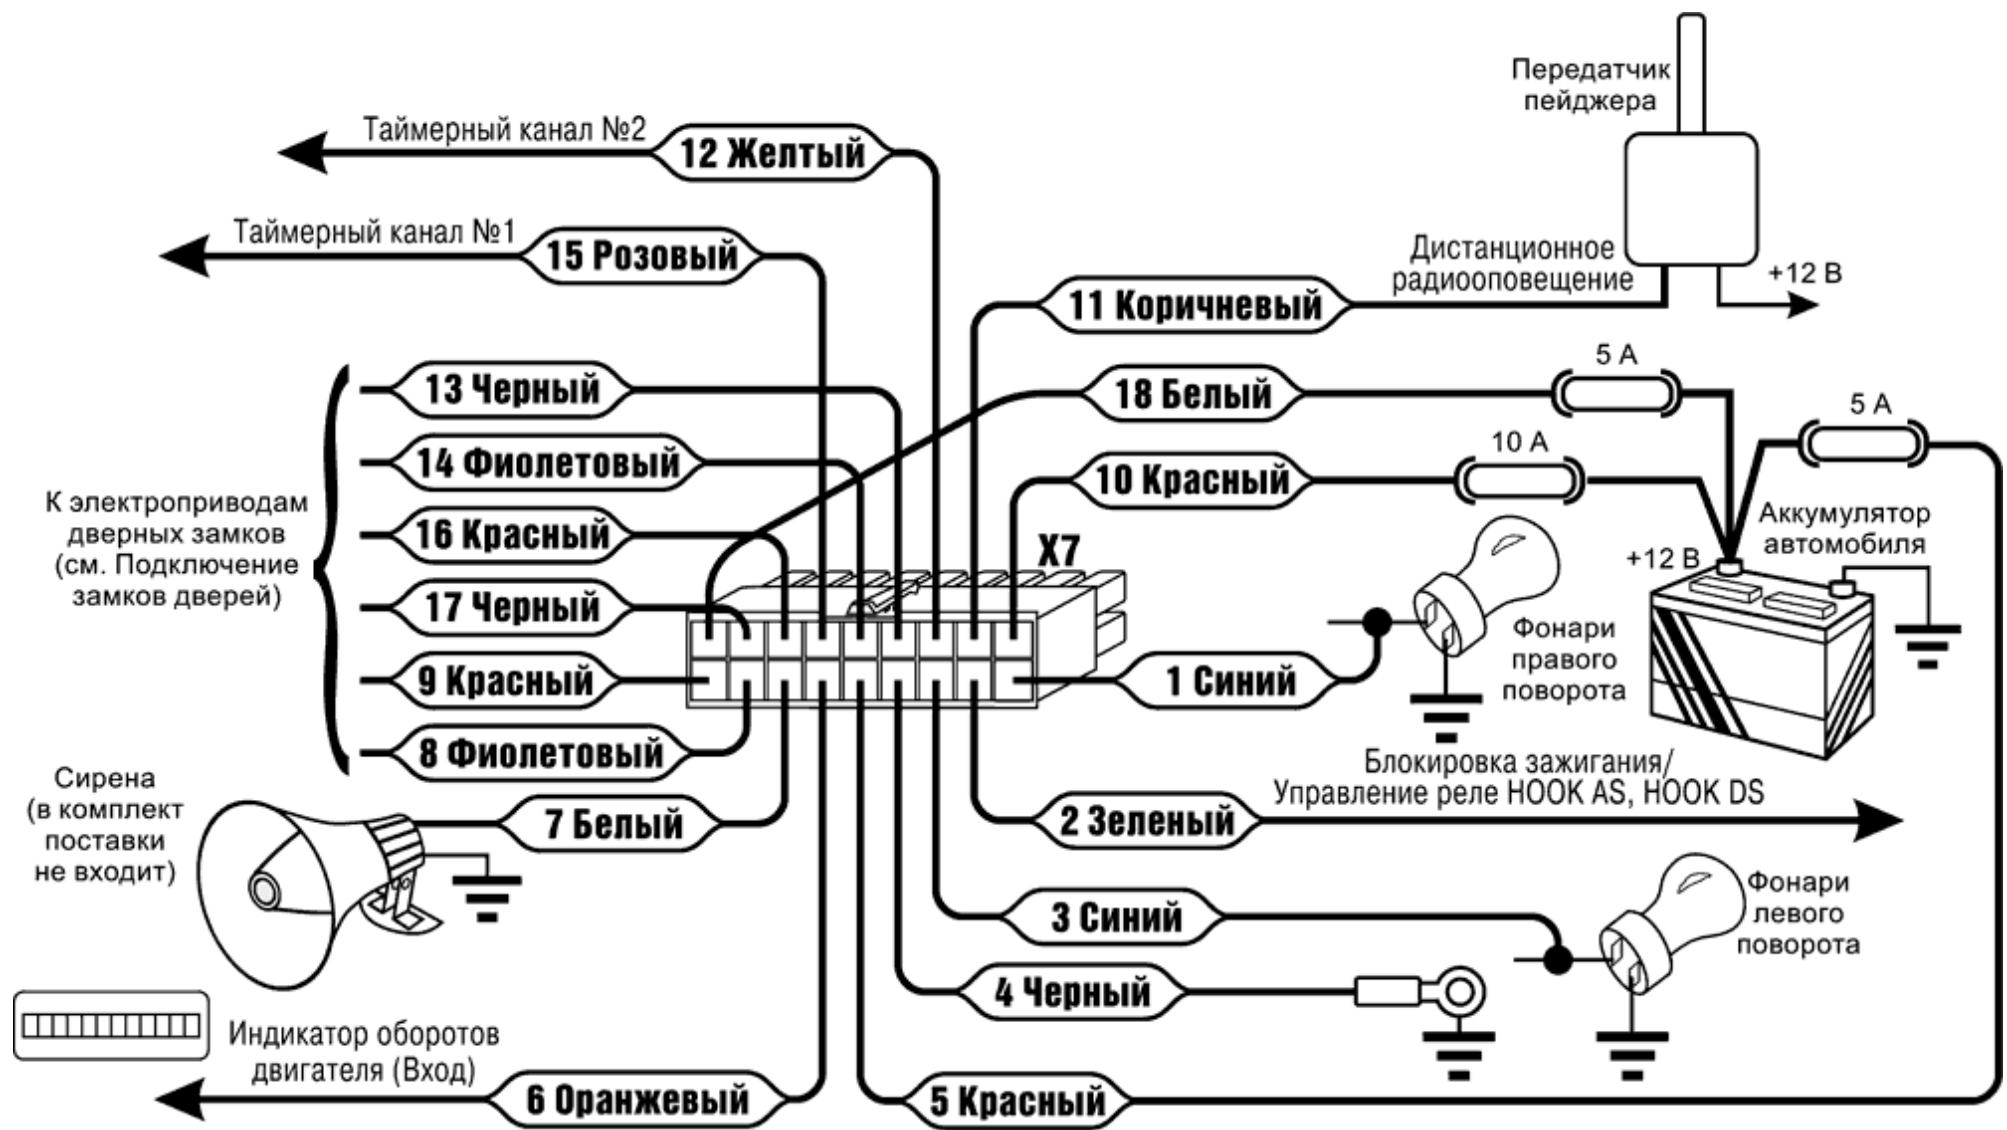 Передатчик
пейджера
Таймерный канал №2
12 Желтый
Таймерный канал №1
15 Розовый
Дистанционное
радиооповещение
+12 В
11 Коричневый
5 А
18 Белый
5 А
10 А
10 Красный
13 Черный
14 Фиолетовый
16 Красный
17 Черный
9 Красный
8 Фиолетовый
К электроприводам
дверных замков
(см. Подключение
замков дверей)
X7
Аккумулятор
автомобиля
+12 В
1 Синий
Фонари
правого
поворота
Блокировка зажигания/
Управление реле HOOK AS, HOOK DS
2 Зеленый
Сирена
(в комплект
поставки
не входит)
7 Белый
3 Синий
Фонари
левого
поворота
4 Черный
Индикатор оборотов
двигателя (Вход)
6 Оранжевый
5 Красный